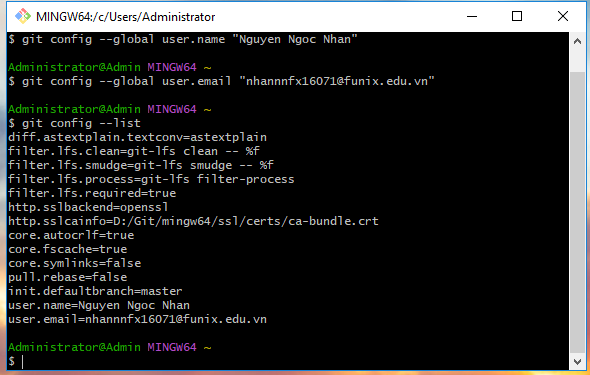 MINGW64:/c/Users/Administrator
$ git config --global user.name "Nguyen Ngoc Nhan"
Administrator@Admin MINGW64 ~
$ git config --global user.email "nhannnfx16071@funix.edu.vn"
Administrator@Admin MINGW64 ~
$ git config --list
diff.astextplain.textconv=astextplain
filter.lfs.clean=git-lfs clean -- %f
filter.lfs.smudge=git-lfs smudge -- %f
filter.lfs.process=git-lfs filter-process
filter.lfs.required=true
http.sslbackend=openssl
http.sslcainfo=D:/Git/mingw64/ssl/certs/ca-bundle.crt
core.autocrlf=true
core.fscache=true
core.symlinks=false
pull.rebase=false
init.defaultbranch=master
user.name=Nguyen Ngoc Nhan
user.email=nhannnfx16071@funix.edu.vn
Administrator@Admin MINGW64 ~
$